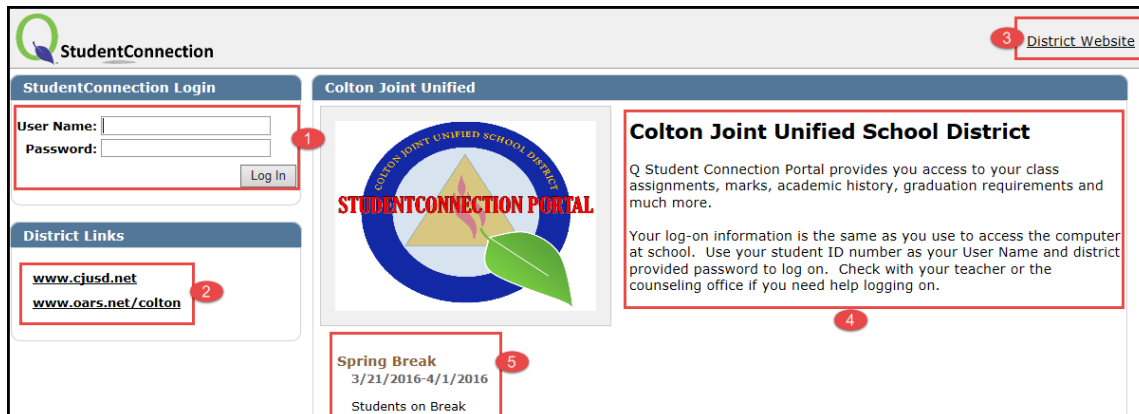 Q StudentConnection
3 District Website
StudentConnection Login
User Name:
Password:
Log In
1
District Links
www.cjusd.net
www.oars.net/colton
2
Colton Joint Unified
COLTON JOINT UNIFIED SCHOOL DISTRICT
STUDENTCONNECTION PORTAL
Colton Joint Unified School District
Q Student Connection Portal provides you access to your class
assignments, marks, academic history, graduation requirements and
much more.
Your log-on information is the same as you use to access the computer
at school. Use your student ID number as your User Name and district
provided password to log on. Check with your teacher or the
counseling office if you need help logging on.
4
Spring Break
5
3/21/2016-4/1/2016
Students on Break